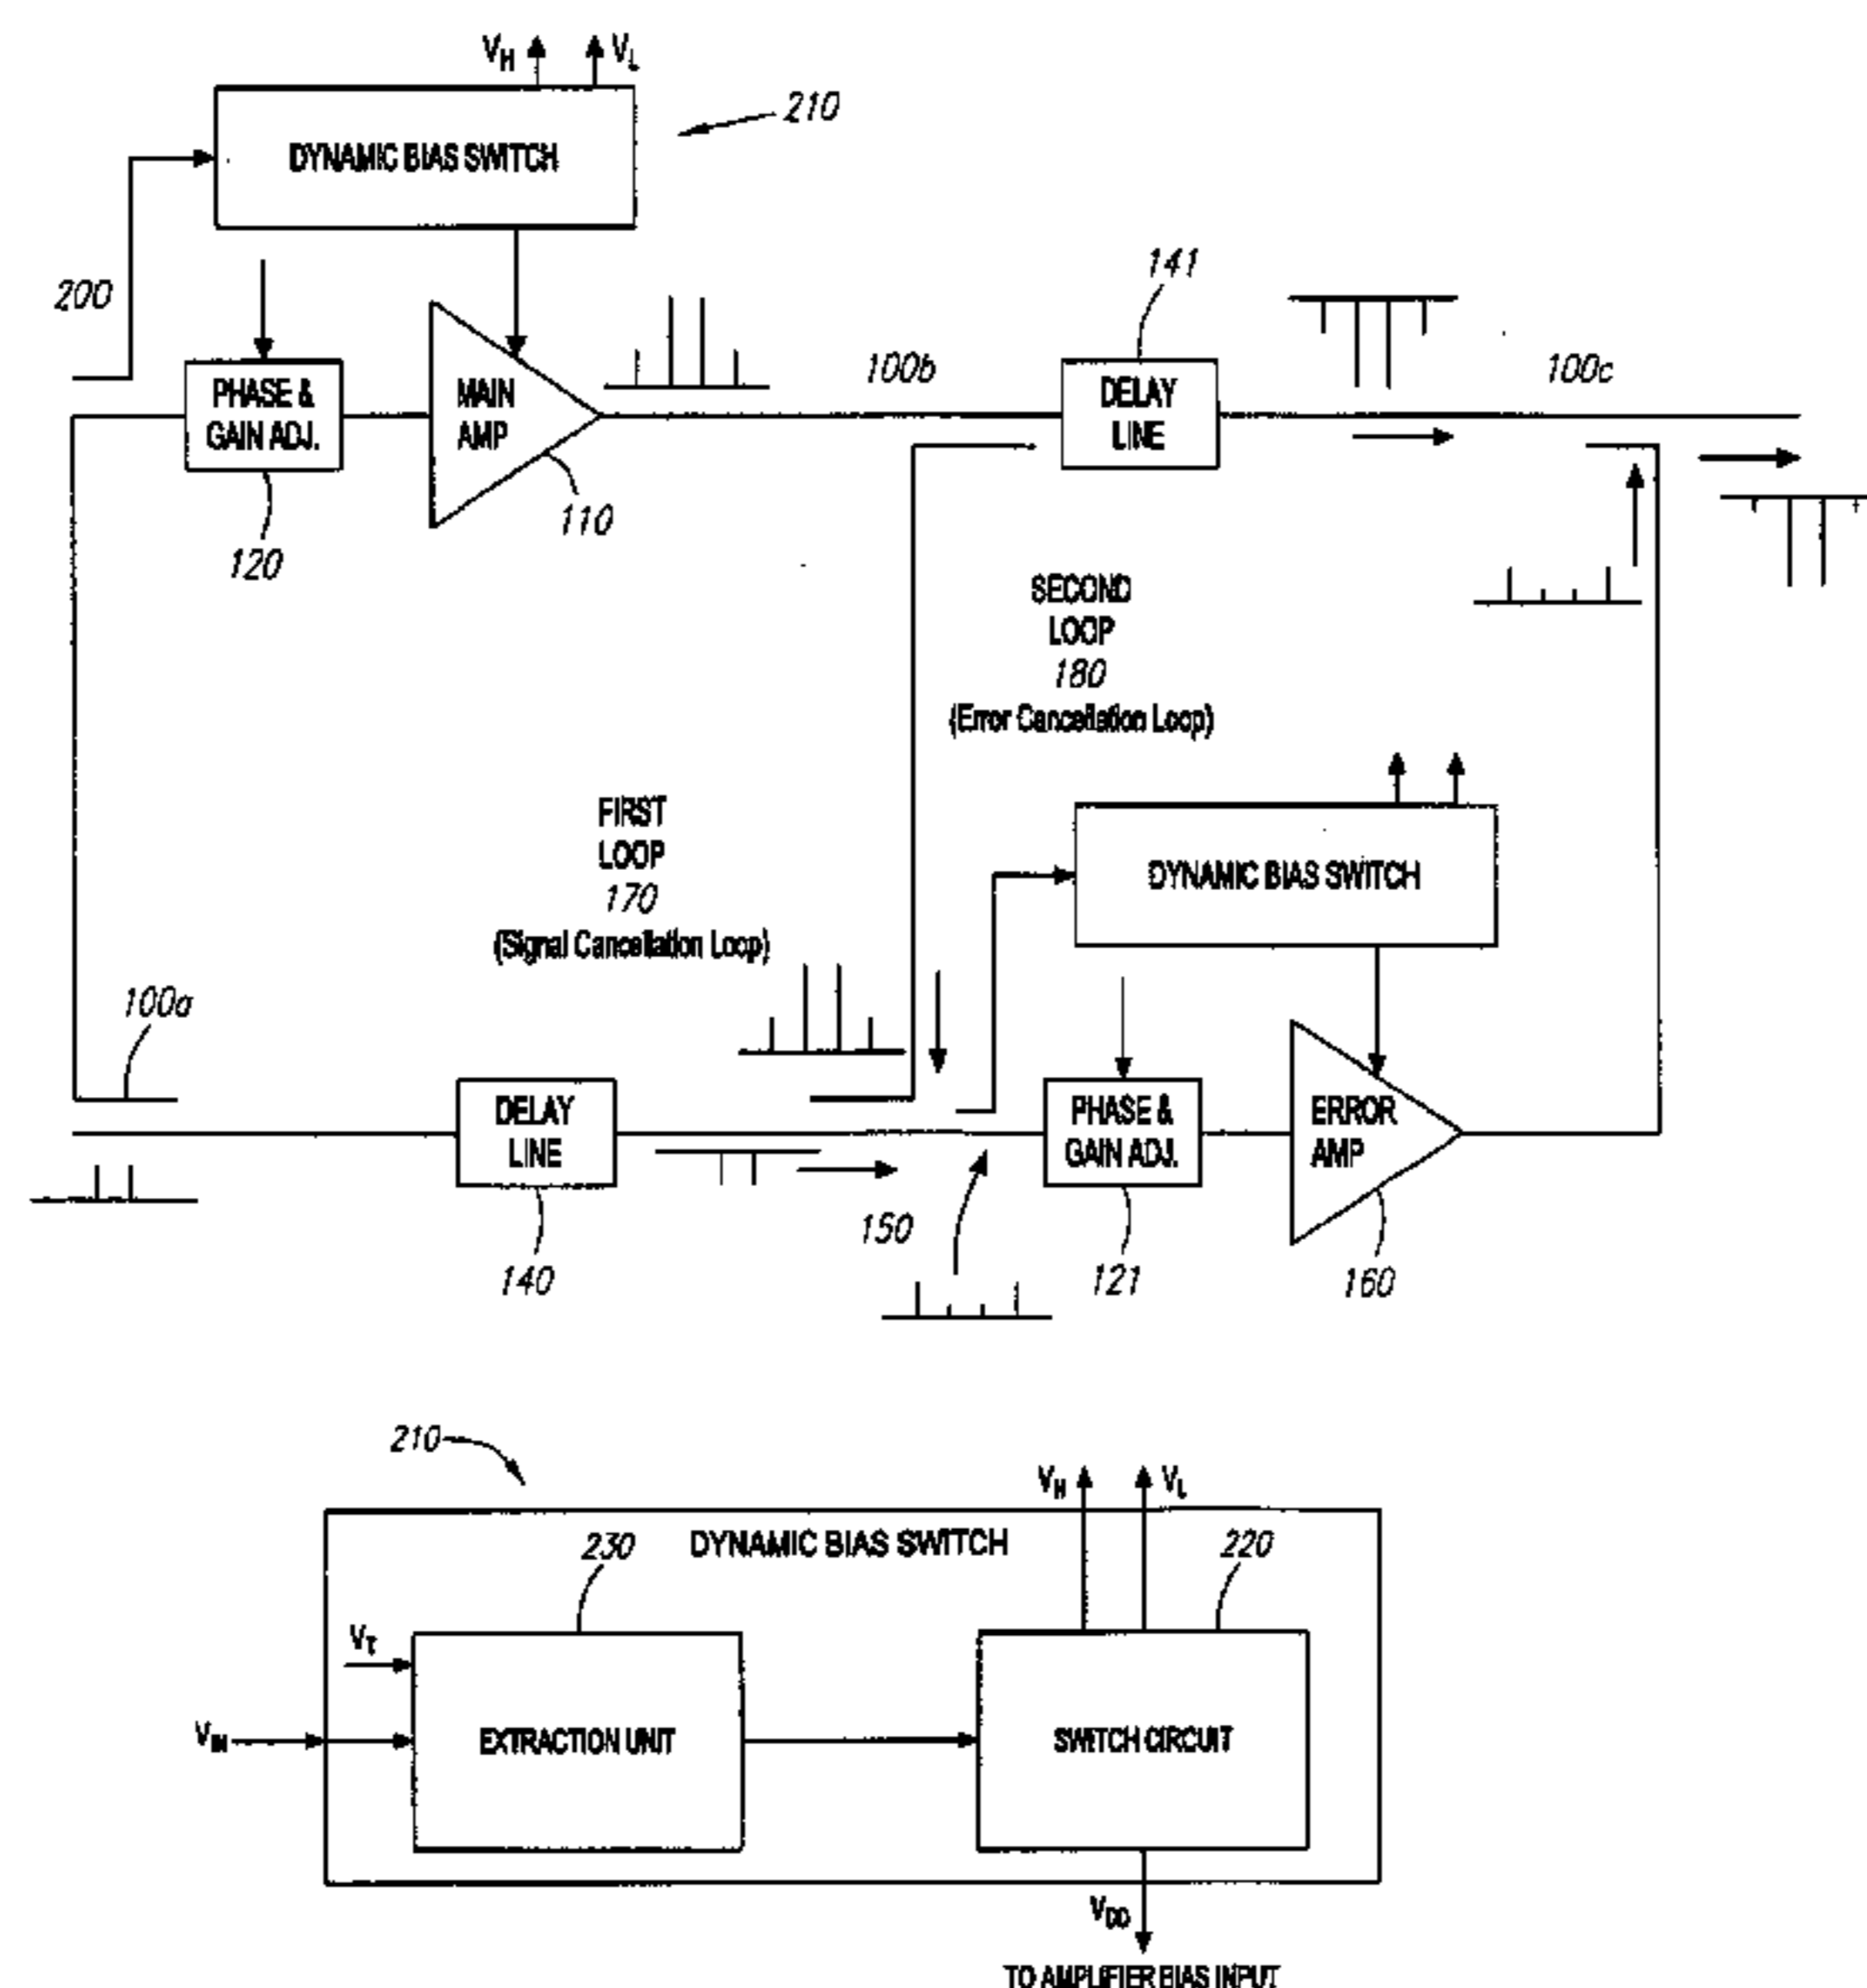 VH VL
DYNAMIC BIAS SWITCH
210
200
141
PHASE &
GAIN ADJ.
MAIN
AMP
100b
DELAY
LINE
100c
110
120
SECOND
LOOP
180
(Error Cancellation Loop)
FIRST
LOOP
170
(Signal Cancellation Loop)
DYNAMIC BIAS SWITCH
100a
DELAY
LINE
PHASE &
GAIN ADJ.
ERROR
AMP
150
140
121
160
210
VH VL
DYNAMIC BIAS SWITCH
230
220
VT
VIN
EXTRACTION UNIT
SWITCH CIRCUIT
VDD
TO AMPLIFIER BIAS INPUT